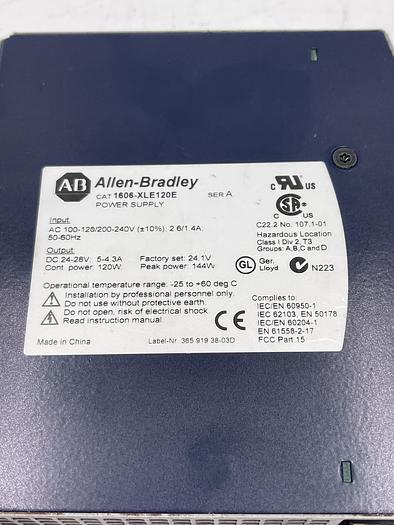 AB Allen-Bradley
CAT 1606-XLE120E SER A
POWER SUPPLY
Input
AC 100-120/200-240V (±10%); 2.6/1.4A;
50-60Hz
Output
DC 24-28V; 5-4.3A Factory set: 24.1V
Cont. power: 120W; Peak power: 144W
Operational temperature range: -25 to +60 deg C
Installation by professional personnel only.
Do not use without protective earth.
Do not open, risk of electrical shock.
Read instruction manual.
Made in China
Label-Nr 365 919 38-03D
CE
C RU US
C SA US
C22.2 No. 107.1-01
Hazardous Location
Class I Div 2, T3
Groups: A,B,C and D
GL Ger. Lloyd N223
Complies to:
IEC/EN 60950-1
IEC 62103, EN 50178
IEC/EN 60204-1
EN 61558-2-17
FCC Part 15